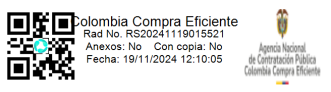 Colombia Compra Eficiente
Rad No. RS20241119015521
Anexos: No Con copia: No
Fecha: 19/11/2024 12:10:05
Agencia Nacional
de Contratación Pública
Colombia Compra Eficiente